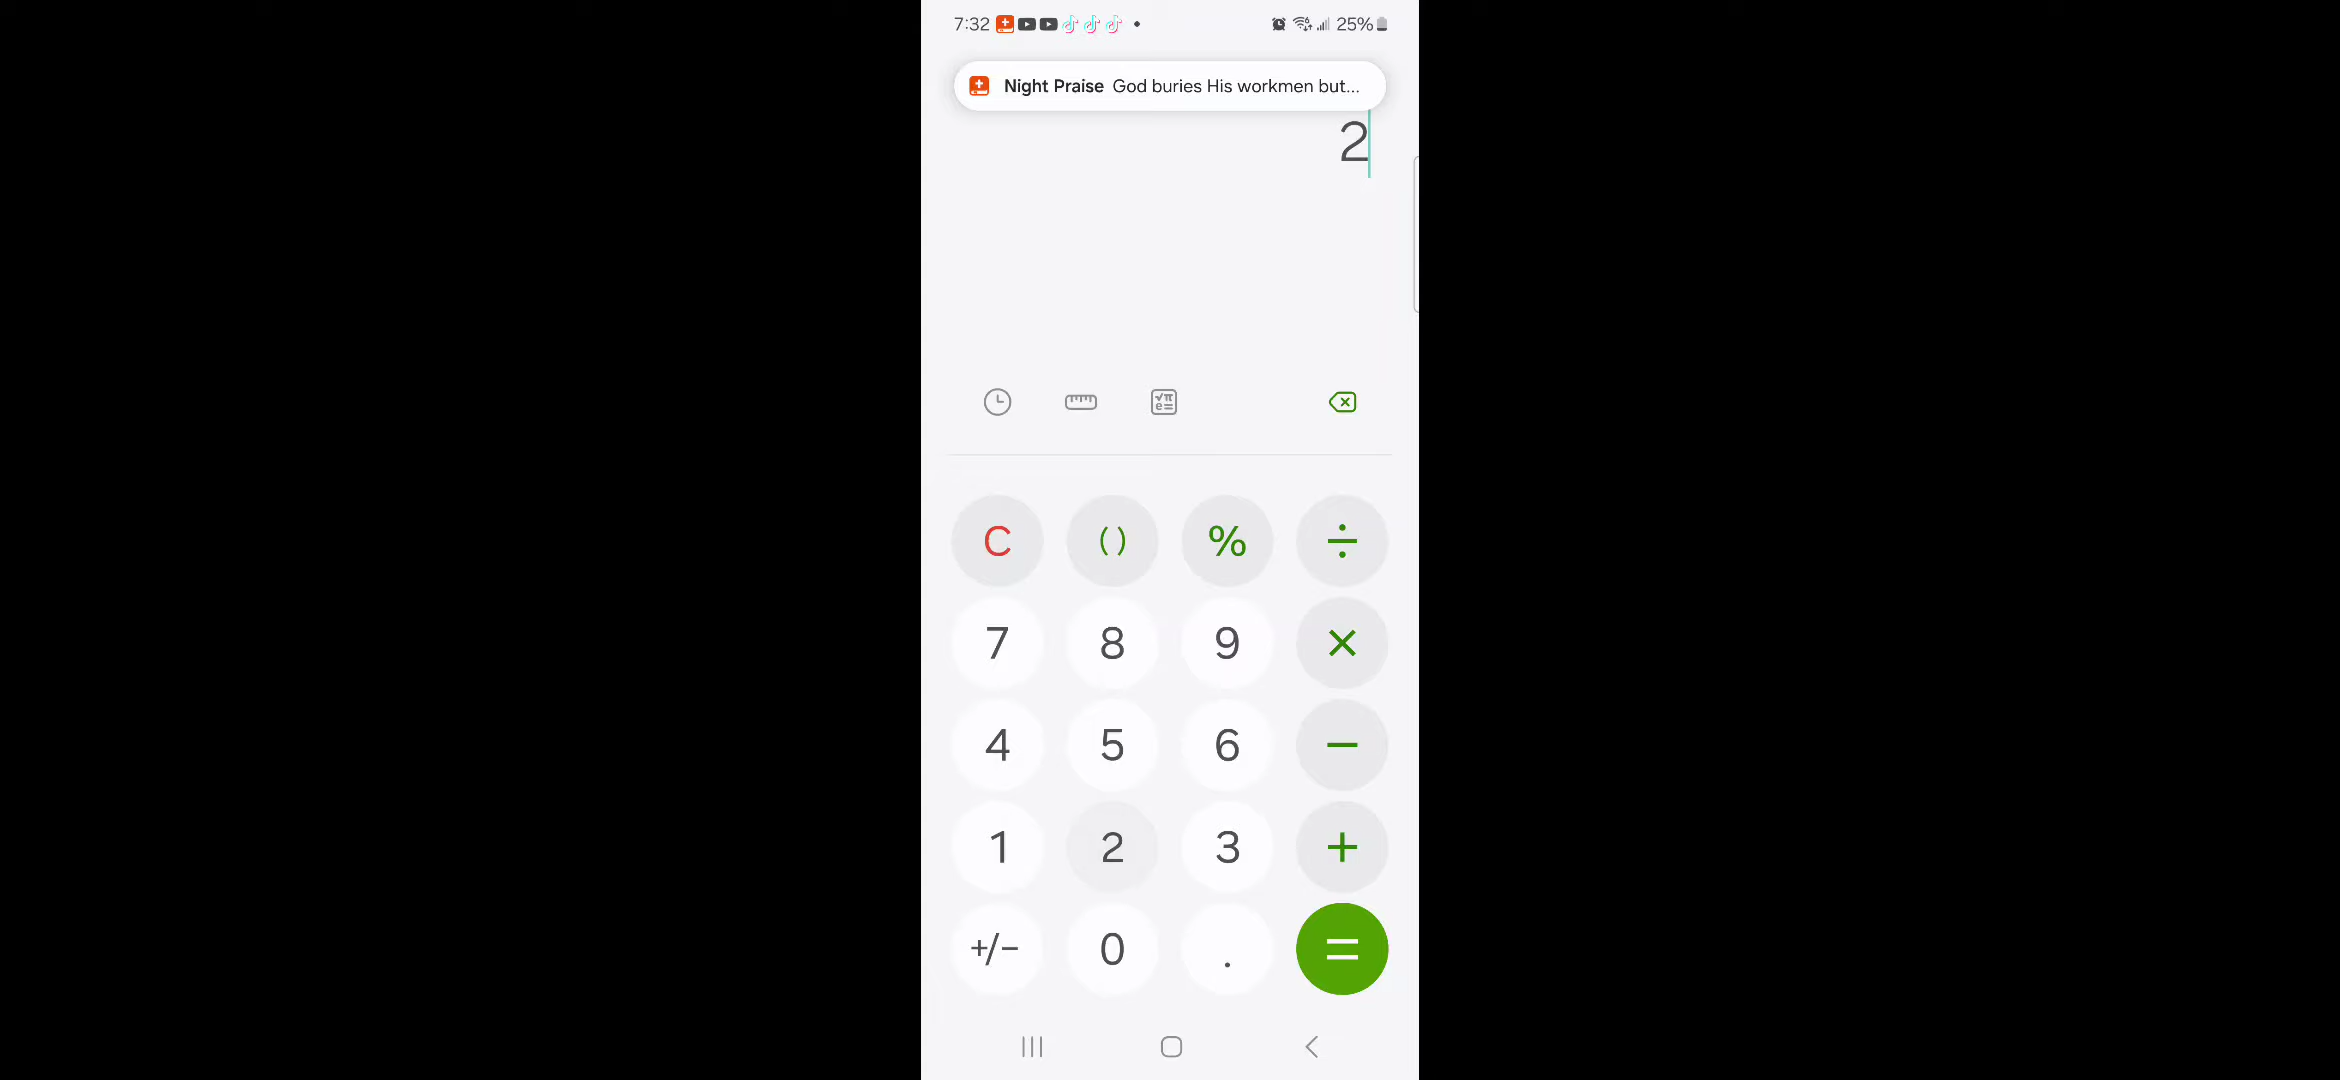 7:32 25%
Night Praise God buries His workmen but...
2
√π
e=
C () % ÷
7 8 9 ×
4 5 6 −
1 2 3 +
+/− 0 . =